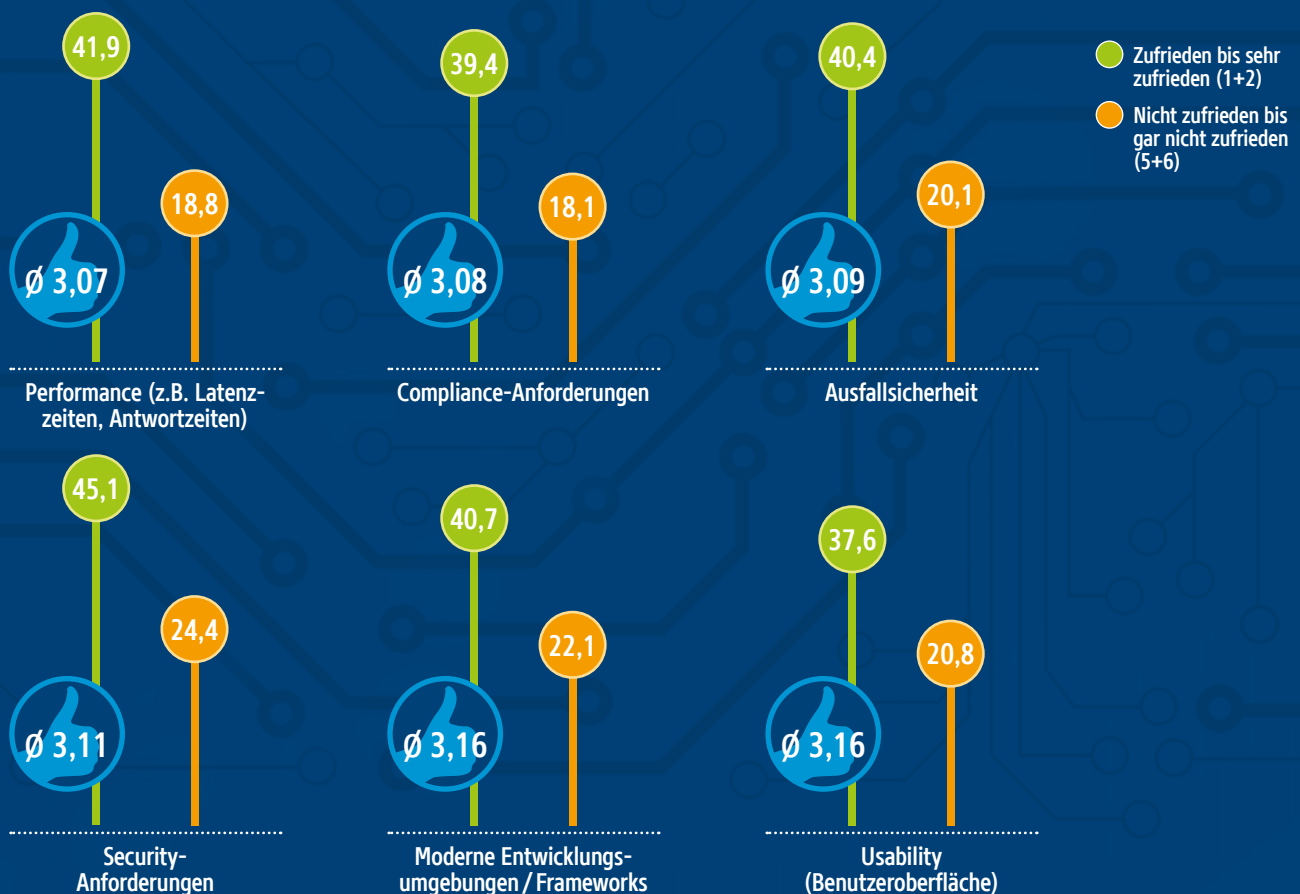 41,9
18,8
Ø 3,07
Performance (z.B. Latenz-
zeiten, Antwortzeiten)
39,4
18,1
Ø 3,08
Compliance-Anforderungen
40,4
20,1
Ø 3,09
Ausfallsicherheit
Zufrieden bis sehr
zufrieden (1+2)
Nicht zufrieden bis
gar nicht zufrieden
(5+6)
45,1
24,4
Ø 3,11
Security-
Anforderungen
40,7
22,1
Ø 3,16
Moderne Entwicklungs-
umgebungen / Frameworks
37,6
20,8
Ø 3,16
Usability
(Benutzeroberfläche)